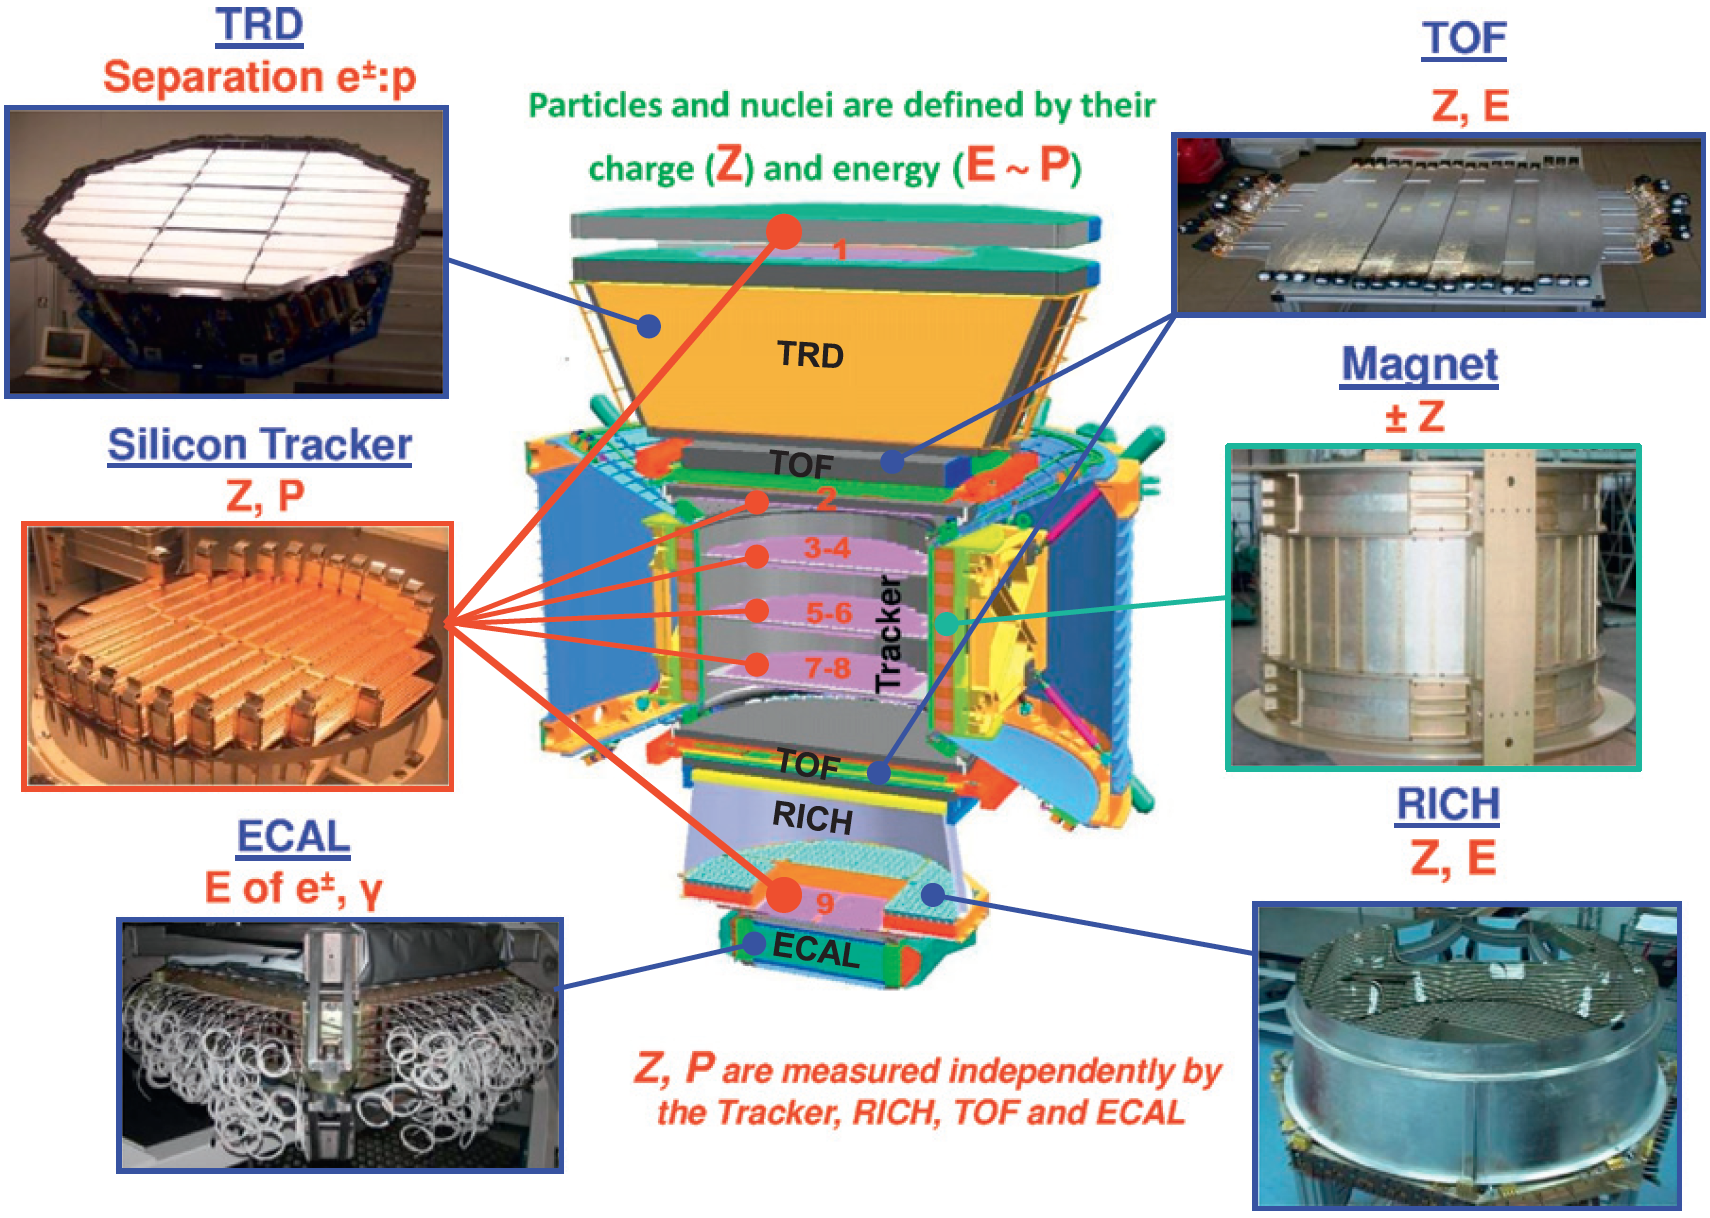 TRD
Separation e±:p
Particles and nuclei are defined by their
charge (Z) and energy (E ~ P)
TOF
Z, E
1
TRD
Magnet
± Z
Silicon Tracker
Z, P
TOF
2
3-4
5-6
7-8
Tracker
TOF
RICH
RICH
Z, E
ECAL
E of e±, γ
9
ECAL
Z, P are measured independently by
the Tracker, RICH, TOF and ECAL